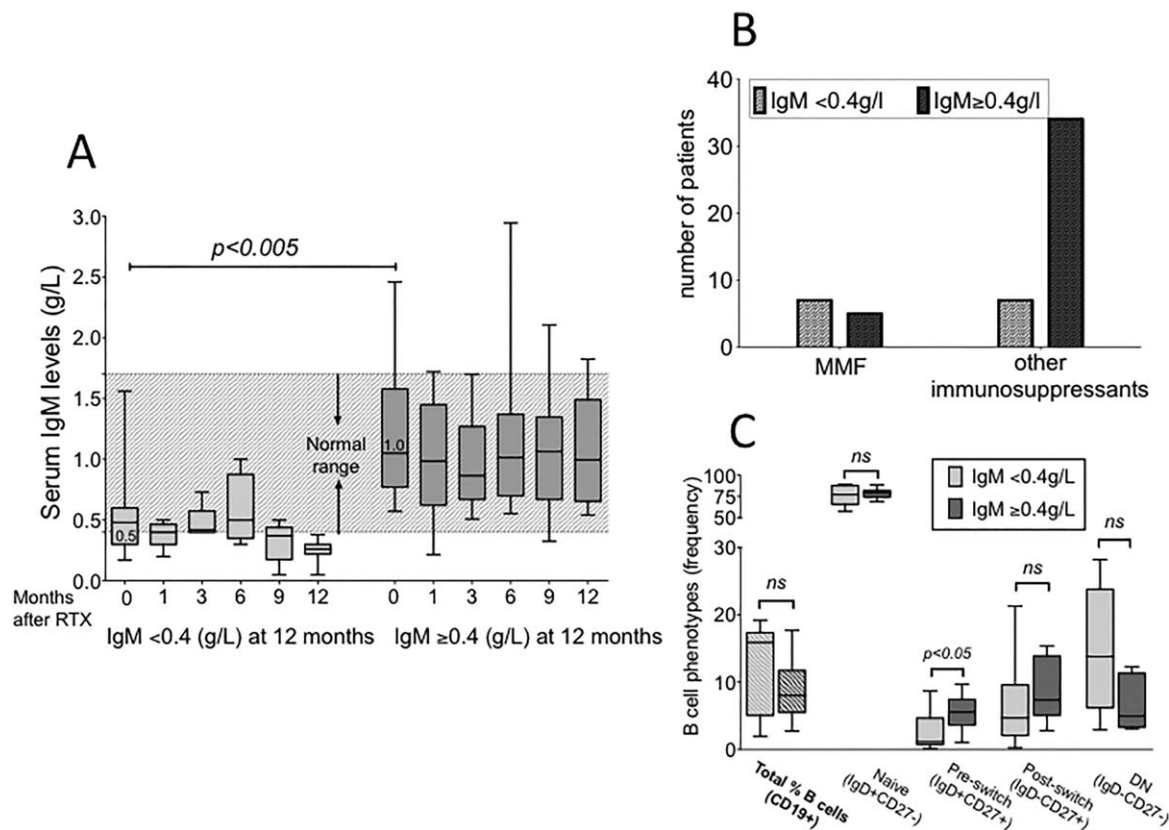 A
3.0
2.5
2.0
1.5
1.0
0.5
0.0
Serum IgM levels (g/L)
p<0.005
0.5
1.0
Normal
range
Months
after RTX
0 1 3 6 9 12 0 1 3 6 9 12
IgM <0.4 (g/L) at 12 months IgM ≥0.4 (g/L) at 12 months
B
IgM <0.4g/l IgM≥0.4g/l
40
30
20
10
0
number of patients
MMF other
immunosuppressants
C
IgM <0.4g/L
IgM ≥0.4g/L
100
75
50
30
20
10
0
B cell phenotypes (frequency)
ns
ns
p<0.05
ns
ns
Total % B cells
(CD19+)
Naive
(IgD+CD27-)
Pre-switch
(IgD+CD27+)
Post-switch
(IgD-CD27+)
DN
(IgD-CD27-)